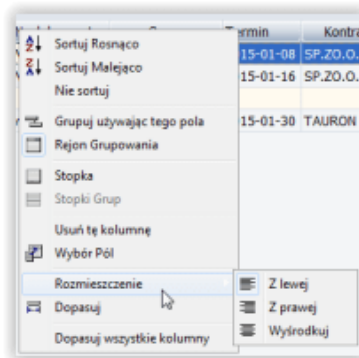 Termin Kontra
Sortuj Rosnąco
15-01-08 SP.ZO.O.
Sortuj Malejąco
15-01-16 SP.ZO.O.
Nie sortuj
Grupuj używając tego pola
15-01-30 TAURON
Rejon Grupowania
Stopka
Stopki Grup
Usuń tę kolumnę
Wybór Pól
Rozmieszczenie
Z lewej
Dopasuj
Z prawej
Wyśrodkuj
Dopasuj wszystkie kolumny